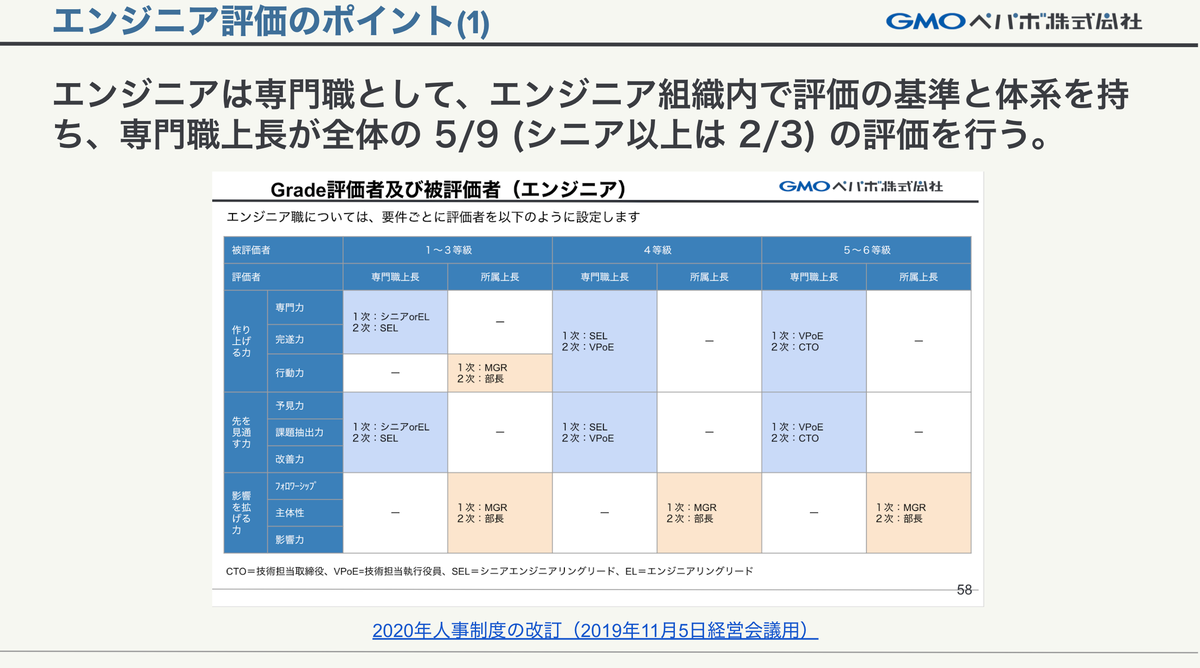 エンジニア評価のポイント(1)
GMOペパボ株式会社
エンジニアは専門職として、エンジニア組織内で評価の基準と体系を持
ち、専門職上長が全体の 5/9 (シニア以上は 2/3) の評価を行う。
Grade評価者及び被評価者（エンジニア）
GMOペパボ株式会社
エンジニア職については、要件ごとに評価者を以下のように設定します
被評価者
1～3等級
4等級
5～6等級
評価者
専門職上長
所属上長
専門職上長
所属上長
専門職上長
所属上長
作り
上げ
る力
専門力
完遂力
行動力
1次：シニアorEL
2次：SEL
―
―
1次：MGR
2次：部長
1次：SEL
2次：VPoE
―
1次：VPoE
2次：CTO
―
先を
見通
す力
予見力
課題抽出力
改善力
1次：シニアorEL
2次：SEL
―
1次：SEL
2次：VPoE
―
1次：VPoE
2次：CTO
―
影響
を拡
げる
力
ﾌｫﾛﾜｰｼｯﾌﾟ
主体性
影響力
―
1次：MGR
2次：部長
―
1次：MGR
2次：部長
―
1次：MGR
2次：部長
CTO＝技術担当取締役、VPoE=技術担当執行役員、SEL＝シニアエンジニアリングリード、EL＝エンジニアリングリード
58
2020年人事制度の改訂（2019年11月5日経営会議用）